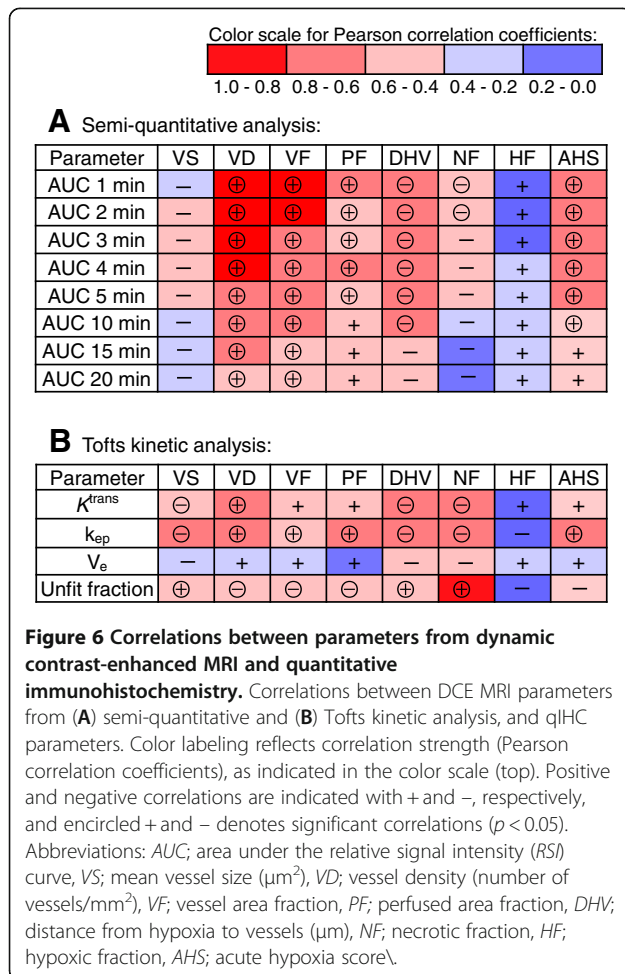 Color scale for Pearson correlation coefficients:
1.0 - 0.8 0.8 - 0.6 0.6 - 0.4 0.4 - 0.2 0.2 - 0.0
A Semi-quantitative analysis:
Parameter VS VD VF PF DHV NF HF AHS
AUC 1 min − ⊕ ⊕ ⊕ ⊖ ⊖ + ⊕
AUC 2 min − ⊕ ⊕ ⊕ ⊖ ⊖ + ⊕
AUC 3 min − ⊕ ⊕ ⊕ ⊖ − + ⊕
AUC 4 min − ⊕ ⊕ ⊕ ⊖ − + ⊕
AUC 5 min − ⊕ ⊕ ⊕ ⊖ − + ⊕
AUC 10 min − ⊕ ⊕ + ⊖ − + ⊕
AUC 15 min − ⊕ ⊕ + − − + +
AUC 20 min − ⊕ ⊕ + − − + +
B Tofts kinetic analysis:
Parameter VS VD VF PF DHV NF HF AHS
K^trans ⊖ ⊕ + + ⊖ ⊖ + +
k_ep ⊖ ⊕ ⊕ ⊕ ⊖ ⊖ − ⊕
V_e − + + + − − + +
Unfit fraction ⊕ ⊖ ⊖ ⊖ ⊕ ⊕ − −
Figure 6 Correlations between parameters from dynamic
contrast-enhanced MRI and quantitative
immunohistochemistry. Correlations between DCE MRI parameters
from (A) semi-quantitative and (B) Tofts kinetic analysis, and qIHC
parameters. Color labeling reflects correlation strength (Pearson
correlation coefficients), as indicated in the color scale (top). Positive
and negative correlations are indicated with + and –, respectively,
and encircled + and – denotes significant correlations (p < 0.05).
Abbreviations: AUC; area under the relative signal intensity (RSI)
curve, VS; mean vessel size (μm²), VD; vessel density (number of
vessels/mm²), VF; vessel area fraction, PF; perfused area fraction, DHV;
distance from hypoxia to vessels (μm), NF; necrotic fraction, HF;
hypoxic fraction, AHS; acute hypoxia score\.